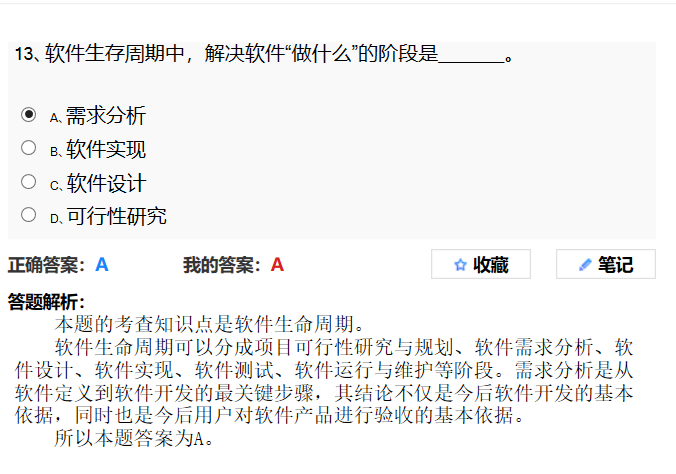 13、软件生存周期中，解决软件“做什么”的阶段是_______。
A、需求分析
B、软件实现
C、软件设计
D、可行性研究
正确答案：A 我的答案：A 收藏 笔记
答题解析：
本题的考查知识点是软件生命周期。
软件生命周期可以分成项目可行性研究与规划、软件需求分析、软
件设计、软件实现、软件测试、软件运行与维护等阶段。需求分析是从
软件定义到软件开发的最关键步骤，其结论不仅是今后软件开发的基本
依据，同时也是今后用户对软件产品进行验收的基本依据。
所以本题答案为A。